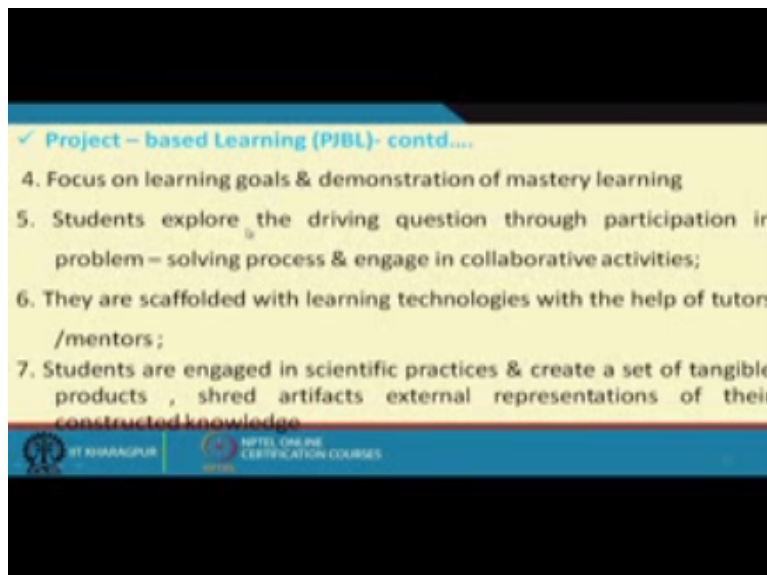 ✓ Project – based Learning (PJBL)- contd....
4. Focus on learning goals & demonstration of mastery learning
5. Students explore the driving question through participation in
problem – solving process & engage in collaborative activities;
6. They are scaffolded with learning technologies with the help of tutors
/mentors ;
7. Students are engaged in scientific practices & create a set of tangible
products , shred artifacts external representations of their
constructed knowledge
IIT KHARAGPUR
NPTEL ONLINE
CERTIFICATION COURSES
NPTEL